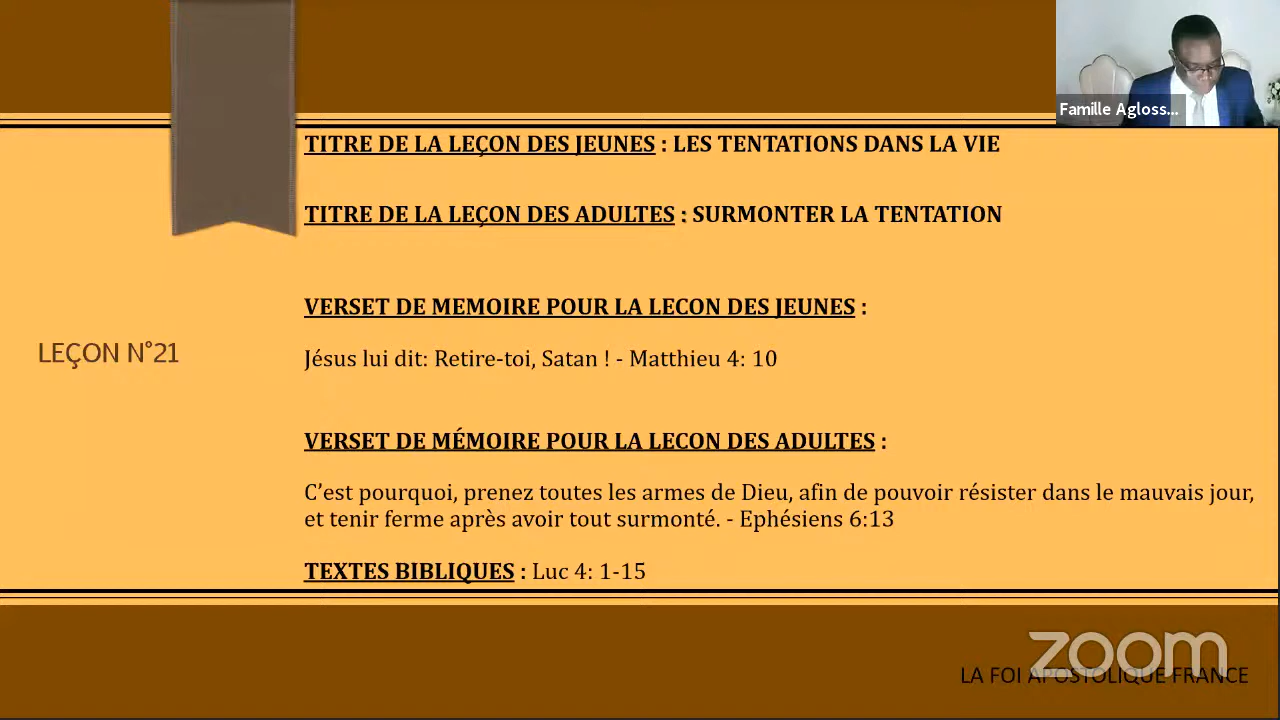 Famille Agloss...
TITRE DE LA LEÇON DES JEUNES : LES TENTATIONS DANS LA VIE
TITRE DE LA LEÇON DES ADULTES : SURMONTER LA TENTATION
VERSET DE MEMOIRE POUR LA LECON DES JEUNES :
LEÇON N°21
Jésus lui dit: Retire-toi, Satan ! - Matthieu 4: 10
VERSET DE MÉMOIRE POUR LA LECON DES ADULTES :
C’est pourquoi, prenez toutes les armes de Dieu, afin de pouvoir résister dans le mauvais jour,
et tenir ferme après avoir tout surmonté. - Ephésiens 6:13
TEXTES BIBLIQUES : Luc 4: 1-15
zoom
LA FOI APOSTOLIQUE FRANCE